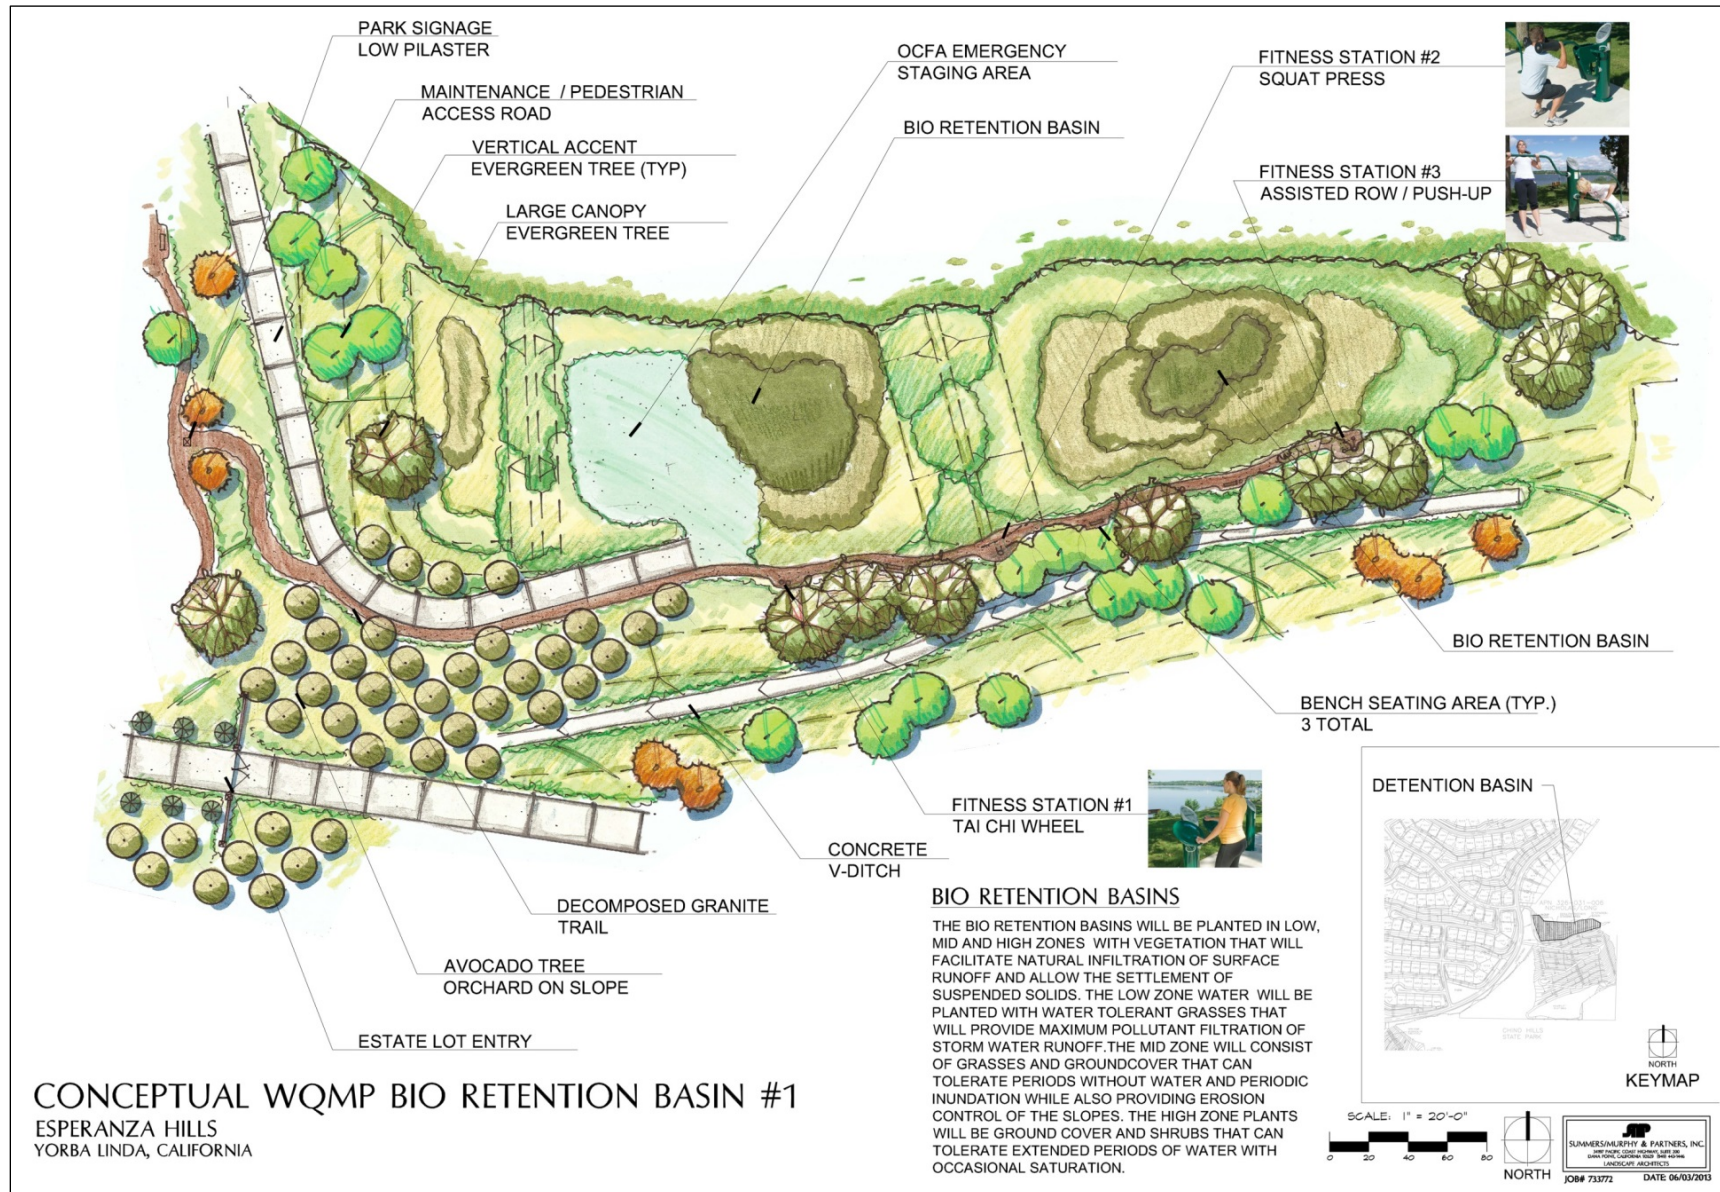 PARK SIGNAGE
LOW PILASTER
MAINTENANCE / PEDESTRIAN
ACCESS ROAD
VERTICAL ACCENT
EVERGREEN TREE (TYP)
LARGE CANOPY
EVERGREEN TREE
OCFA EMERGENCY
STAGING AREA
BIO RETENTION BASIN
FITNESS STATION #2
SQUAT PRESS
FITNESS STATION #3
ASSISTED ROW / PUSH-UP
BIO RETENTION BASIN
BENCH SEATING AREA (TYP.)
3 TOTAL
FITNESS STATION #1
TAI CHI WHEEL
CONCRETE
V-DITCH
DECOMPOSED GRANITE
TRAIL
AVOCADO TREE
ORCHARD ON SLOPE
ESTATE LOT ENTRY
CONCEPTUAL WQMP BIO RETENTION BASIN #1
ESPERANZA HILLS
YORBA LINDA, CALIFORNIA
BIO RETENTION BASINS
THE BIO RETENTION BASINS WILL BE PLANTED IN LOW,
MID AND HIGH ZONES WITH VEGETATION THAT WILL
FACILITATE NATURAL INFILTRATION OF SURFACE
RUNOFF AND ALLOW THE SETTLEMENT OF
SUSPENDED SOLIDS. THE LOW ZONE WATER WILL BE
PLANTED WITH WATER TOLERANT GRASSES THAT
WILL PROVIDE MAXIMUM POLLUTANT FILTRATION OF
STORM WATER RUNOFF.THE MID ZONE WILL CONSIST
OF GRASSES AND GROUNDCOVER THAT CAN
TOLERATE PERIODS WITHOUT WATER AND PERIODIC
INUNDATION WHILE ALSO PROVIDING EROSION
CONTROL OF THE SLOPES. THE HIGH ZONE PLANTS
WILL BE GROUND COVER AND SHRUBS THAT CAN
TOLERATE EXTENDED PERIODS OF WATER WITH
OCCASIONAL SATURATION.
DETENTION BASIN
CHINO HILLS
STATE PARK
NORTH
KEYMAP
SCALE: 1" = 20'-0"
0 20 40 60 80
NORTH
SUMMERS/MURPHY & PARTNERS, INC.
LANDSCAPE ARCHITECTS
JOB# 733772 DATE: 06/03/2013